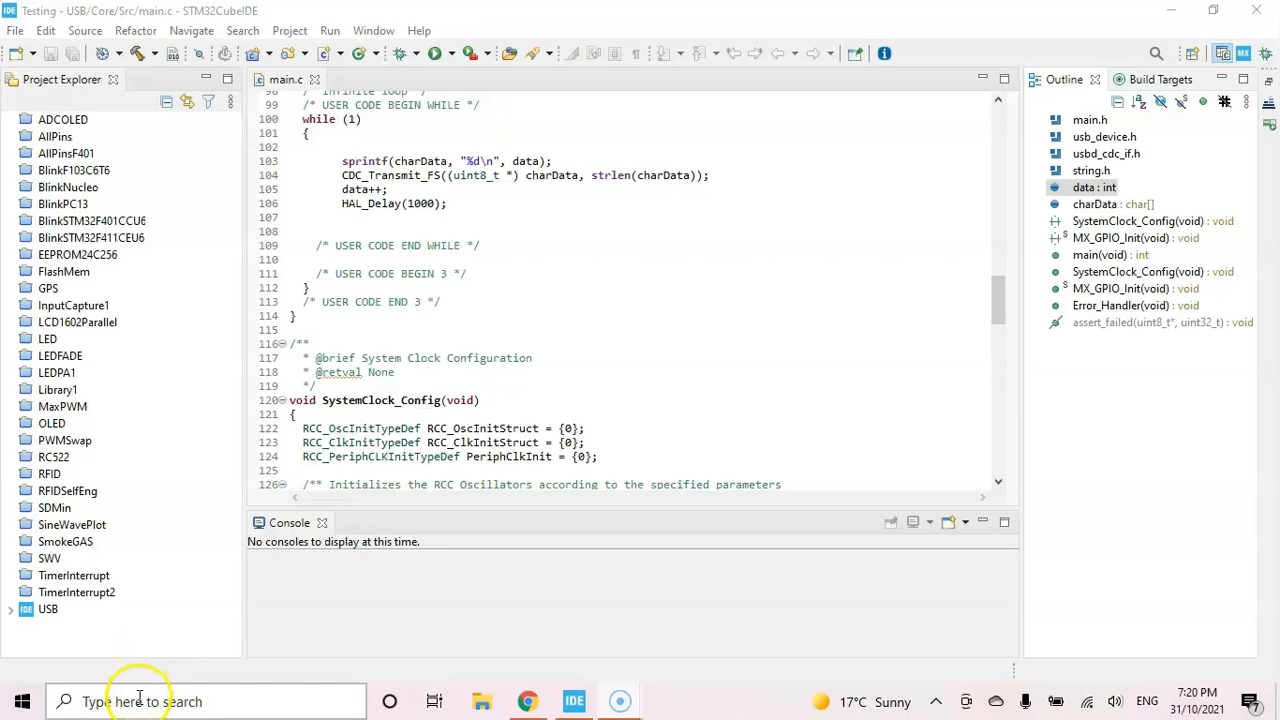 IDE Testing - USB/Core/Src/main.c - STM32CubeIDE
File Edit Source Refactor Navigate Search Project Run Window Help
Project Explorer
ADCOLED
AllPins
AllPinsF401
BlinkF103C6T6
BlinkNucleo
BlinkPC13
BlinkSTM32F401CCU6
BlinkSTM32F411CEU6
EEPROM24C256
FlashMem
GPS
InputCapture1
LCD1602Parallel
LED
LEDFADE
LEDPA1
Library1
MaxPWM
OLED
PWMSwap
RC522
RFID
RFIDSelfEng
SDMin
SineWavePlot
SmokeGAS
SWV
TimerInterrupt
TimerInterrupt2
IDE USB
main.c
98 /* Infinite loop */
99 /* USER CODE BEGIN WHILE */
100 while (1)
101 {
102
103 sprintf(charData, "%d\n", data);
104 CDC_Transmit_FS((uint8_t *) charData, strlen(charData));
105 data++;
106 HAL_Delay(1000);
107
108
109 /* USER CODE END WHILE */
110
111 /* USER CODE BEGIN 3 */
112 }
113 /* USER CODE END 3 */
114 }
115
116 /**
117 * @brief System Clock Configuration
118 * @retval None
119 */
120 void SystemClock_Config(void)
121 {
122 RCC_OscInitTypeDef RCC_OscInitStruct = {0};
123 RCC_ClkInitTypeDef RCC_ClkInitStruct = {0};
124 RCC_PeriphCLKInitTypeDef PeriphClkInit = {0};
125
126 /** Initializes the RCC Oscillators according to the specified parameters
Console
No consoles to display at this time.
MX
Outline Build Targets
main.h
usb_device.h
usbd_cdc_if.h
string.h
data : int
charData : char[]
SystemClock_Config(void) : void
MX_GPIO_Init(void) : void
main(void) : int
SystemClock_Config(void) : void
MX_GPIO_Init(void) : void
Error_Handler(void) : void
assert_failed(uint8_t*, uint32_t) : void
Type here to search
IDE
17°C Sunny
ENG
7:20 PM
31/10/2021
7